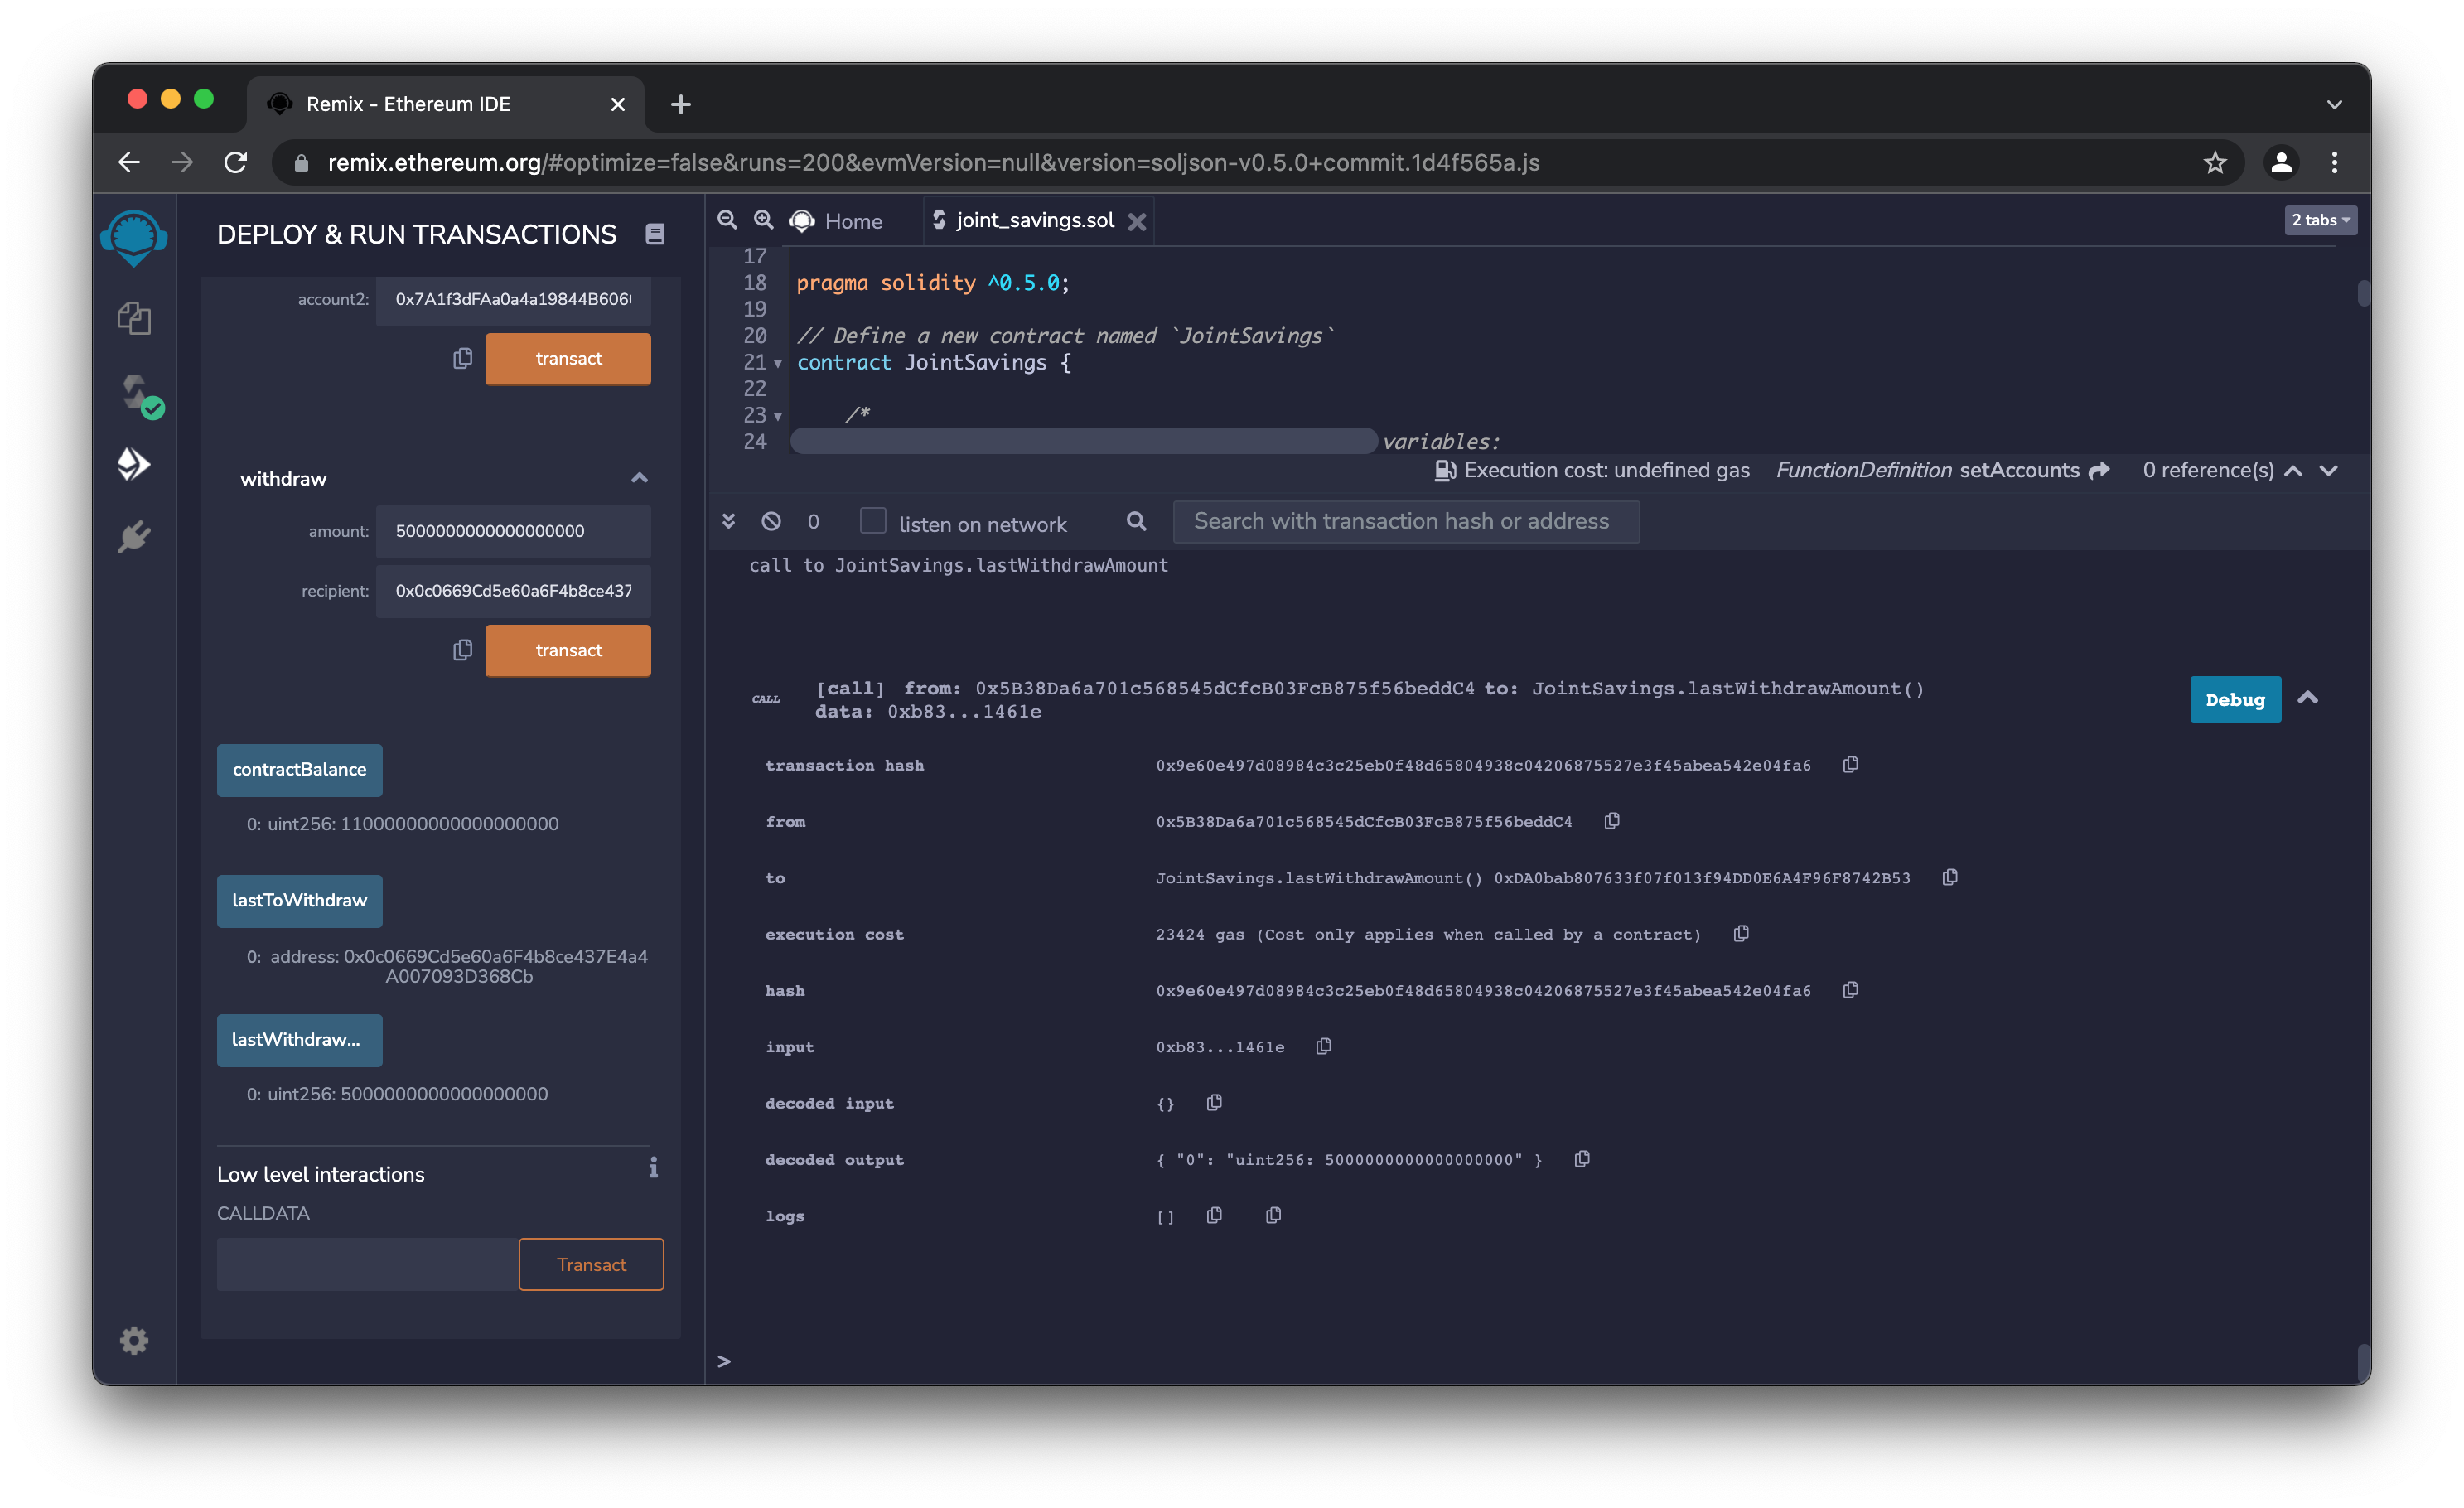 Remix - Ethereum IDE
remix.ethereum.org/#optimize=false&runs=200&evmVersion=null&version=soljson-v0.5.0+commit.1d4f565a.js
DEPLOY & RUN TRANSACTIONS
account2: 0x7A1f3dFAa0a4a19844B606
transact
withdraw
amount: 5000000000000000000
recipient: 0x0c0669Cd5e60a6F4b8ce437
transact
contractBalance
0: uint256: 11000000000000000000
lastToWithdraw
0: address: 0x0c0669Cd5e60a6F4b8ce437E4a4
A007093D368Cb
lastWithdraw...
0: uint256: 5000000000000000000
Low level interactions
i
CALLDATA
Transact
Home
joint_savings.sol
2 tabs
17
18 pragma solidity ^0.5.0;
19
20 // Define a new contract named `JointSavings`
21 contract JointSavings {
22
23 /*
24 variables:
Execution cost: undefined gas FunctionDefinition setAccounts 0 reference(s)
0 listen on network Search with transaction hash or address
call to JointSavings.lastWithdrawAmount
CALL [call] from: 0x5B38Da6a701c568545dCfcB03FcB875f56beddC4 to: JointSavings.lastWithdrawAmount()
data: 0xb83...1461e
Debug
transaction hash 0x9e60e497d08984c3c25eb0f48d65804938c04206875527e3f45abea542e04fa6
from 0x5B38Da6a701c568545dCfcB03FcB875f56beddC4
to JointSavings.lastWithdrawAmount() 0xDA0bab807633f07f013f94DD0E6A4F96F8742B53
execution cost 23424 gas (Cost only applies when called by a contract)
hash 0x9e60e497d08984c3c25eb0f48d65804938c04206875527e3f45abea542e04fa6
input 0xb83...1461e
decoded input {}
decoded output { "0": "uint256: 5000000000000000000" }
logs []
>